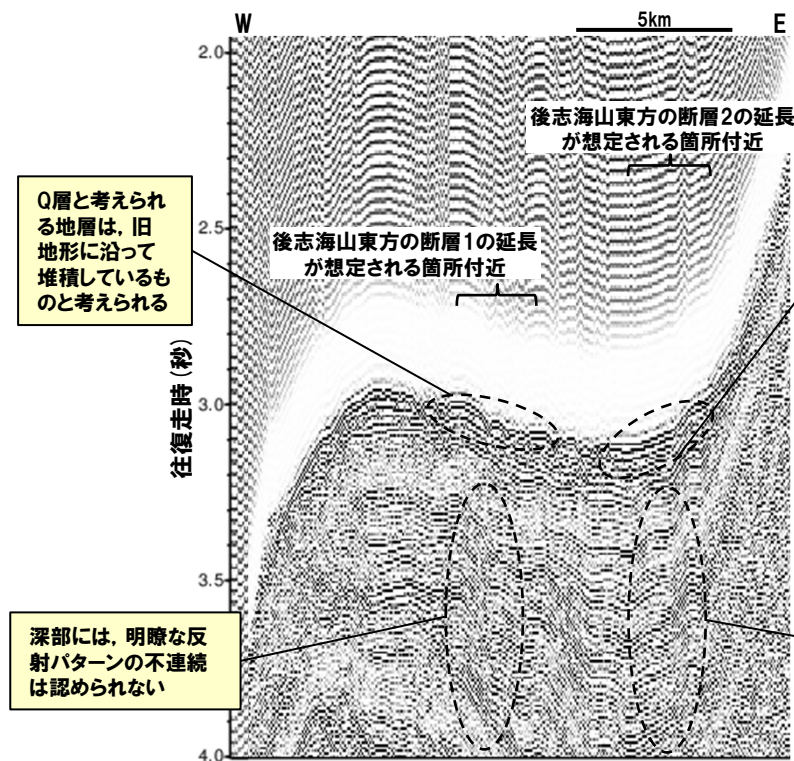 W
5km
E
2.0
後志海山東方の断層2の延長
が想定される箇所付近
Q層と考えられ
る地層は，旧
地形に沿って
堆積しているも
のと考えられる
2.5
後志海山東方の断層1の延長
が想定される箇所付近
往復走時（秒）
3.0
3.5
深部には，明瞭な反
射パターンの不連続
は認められない
4.0